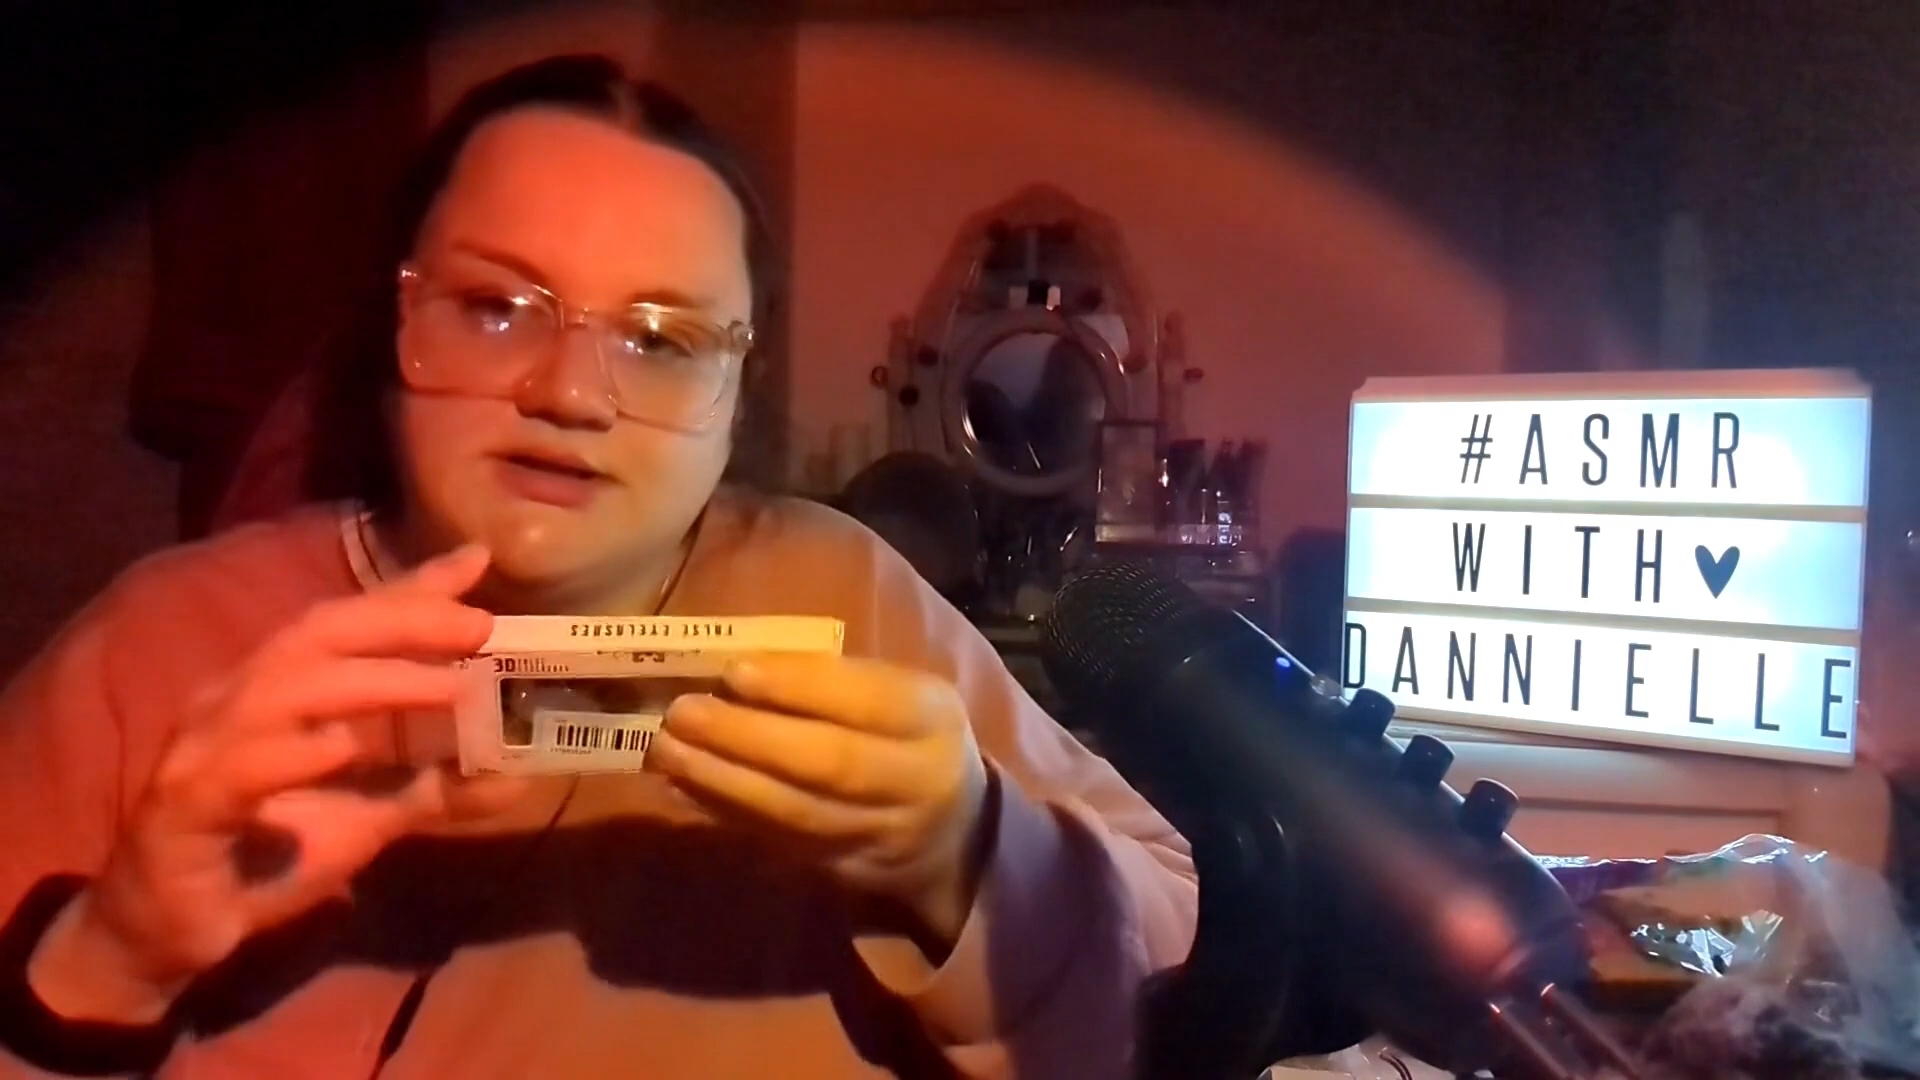 #ASMR
WITH♥
DANNIELLE
FALSE EYELASHES
3D